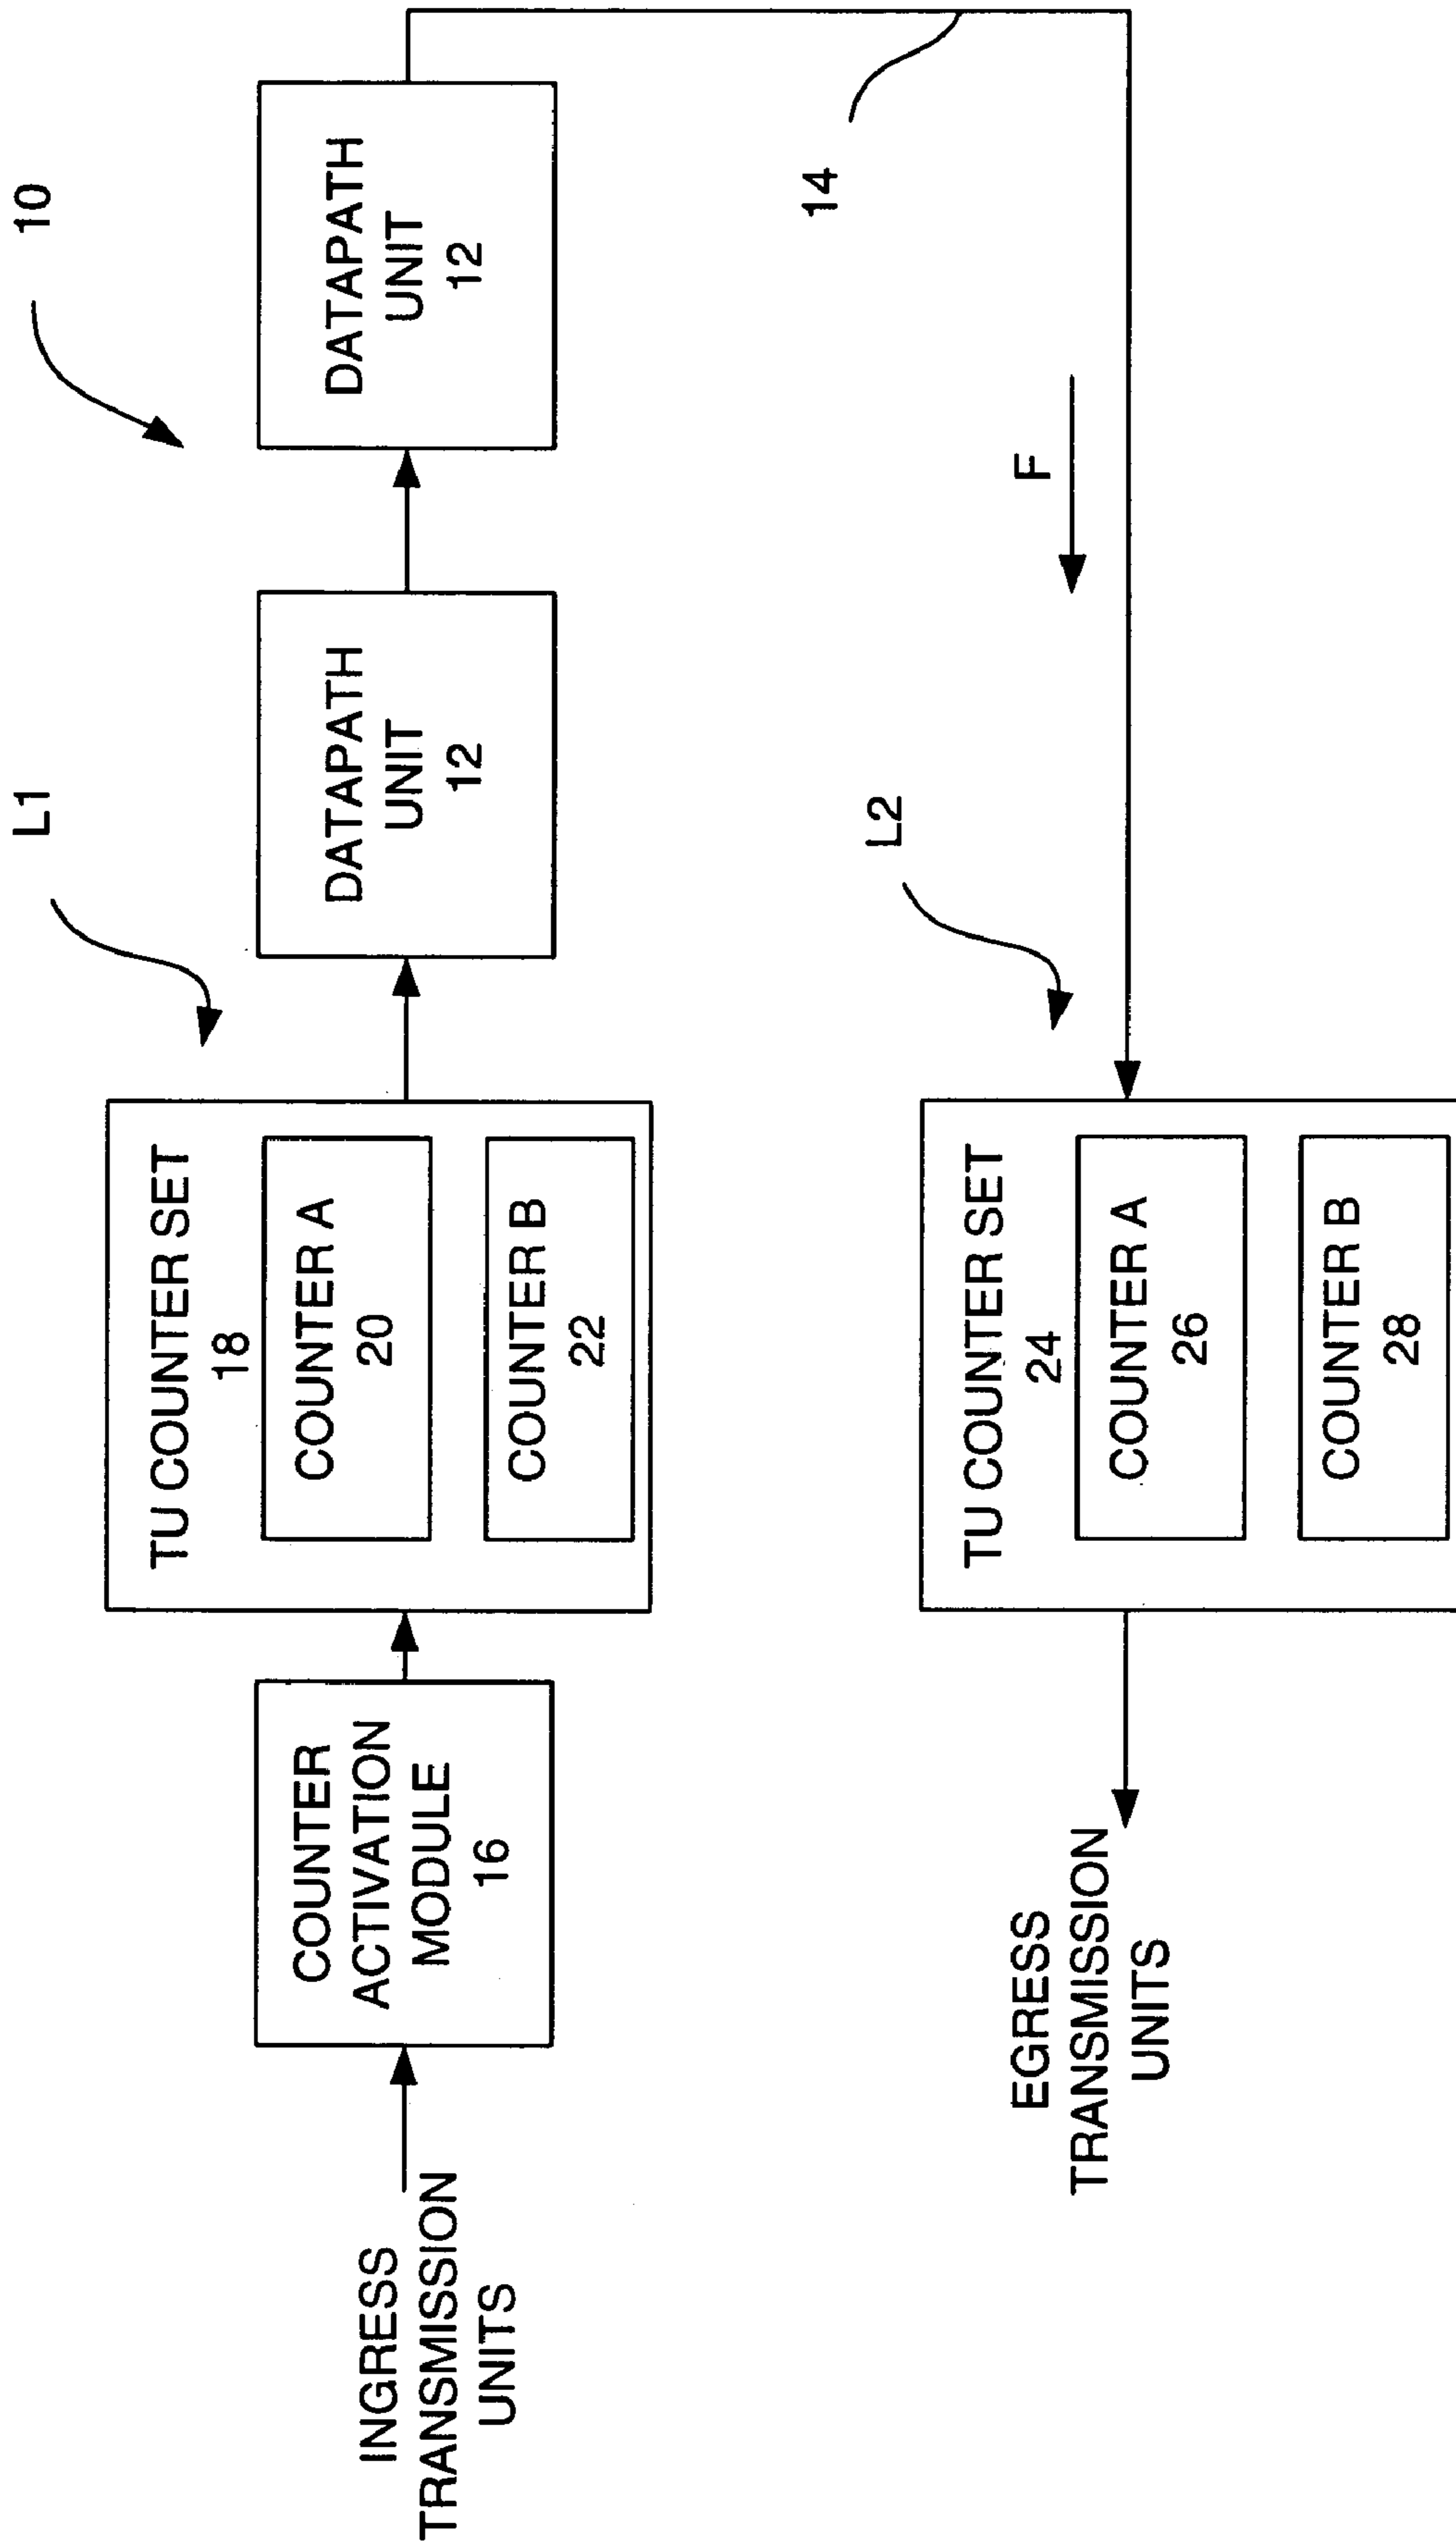 10
L1
INGRESS
TRANSMISSION
UNITS
COUNTER
ACTIVATION
MODULE
16
TU COUNTER SET
18
COUNTER A
20
COUNTER B
22
DATAPATH
UNIT
12
DATAPATH
UNIT
12
14
L2
F
EGRESS
TRANSMISSION
UNITS
TU COUNTER SET
24
COUNTER A
26
COUNTER B
28